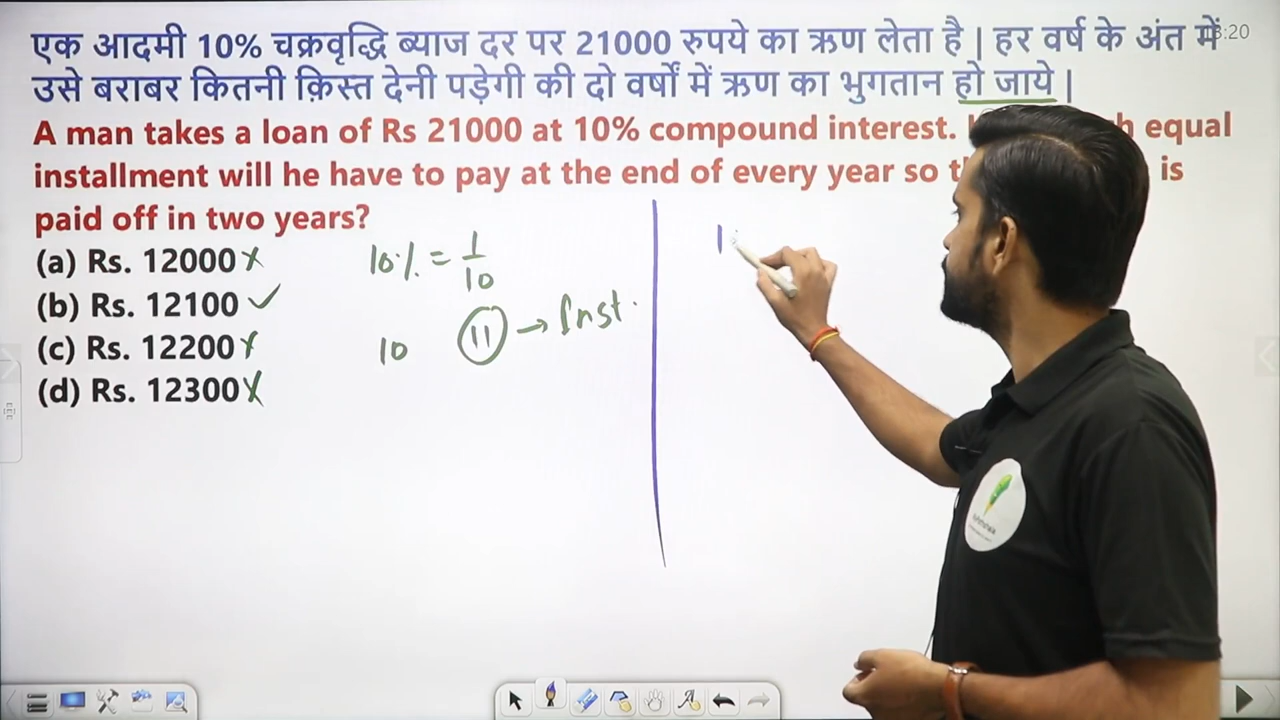 एक आदमी 10% चक्रवृद्धि ब्याज दर पर 21000 रुपये का ऋण लेता है | हर वर्ष के अंत में
उसे बराबर कितनी क़िस्त देनी पड़ेगी की दो वर्षों में ऋण का भुगतान हो जाये |
A man takes a loan of Rs 21000 at 10% compound interest. equal
installment will he have to pay at the end of every year so is
paid off in two years?
(a) Rs. 12000 x
(b) Rs. 12100 ✓
(c) Rs. 12200 x
(d) Rs. 12300 x
10% = 1/10
10 11 → Inst.
1